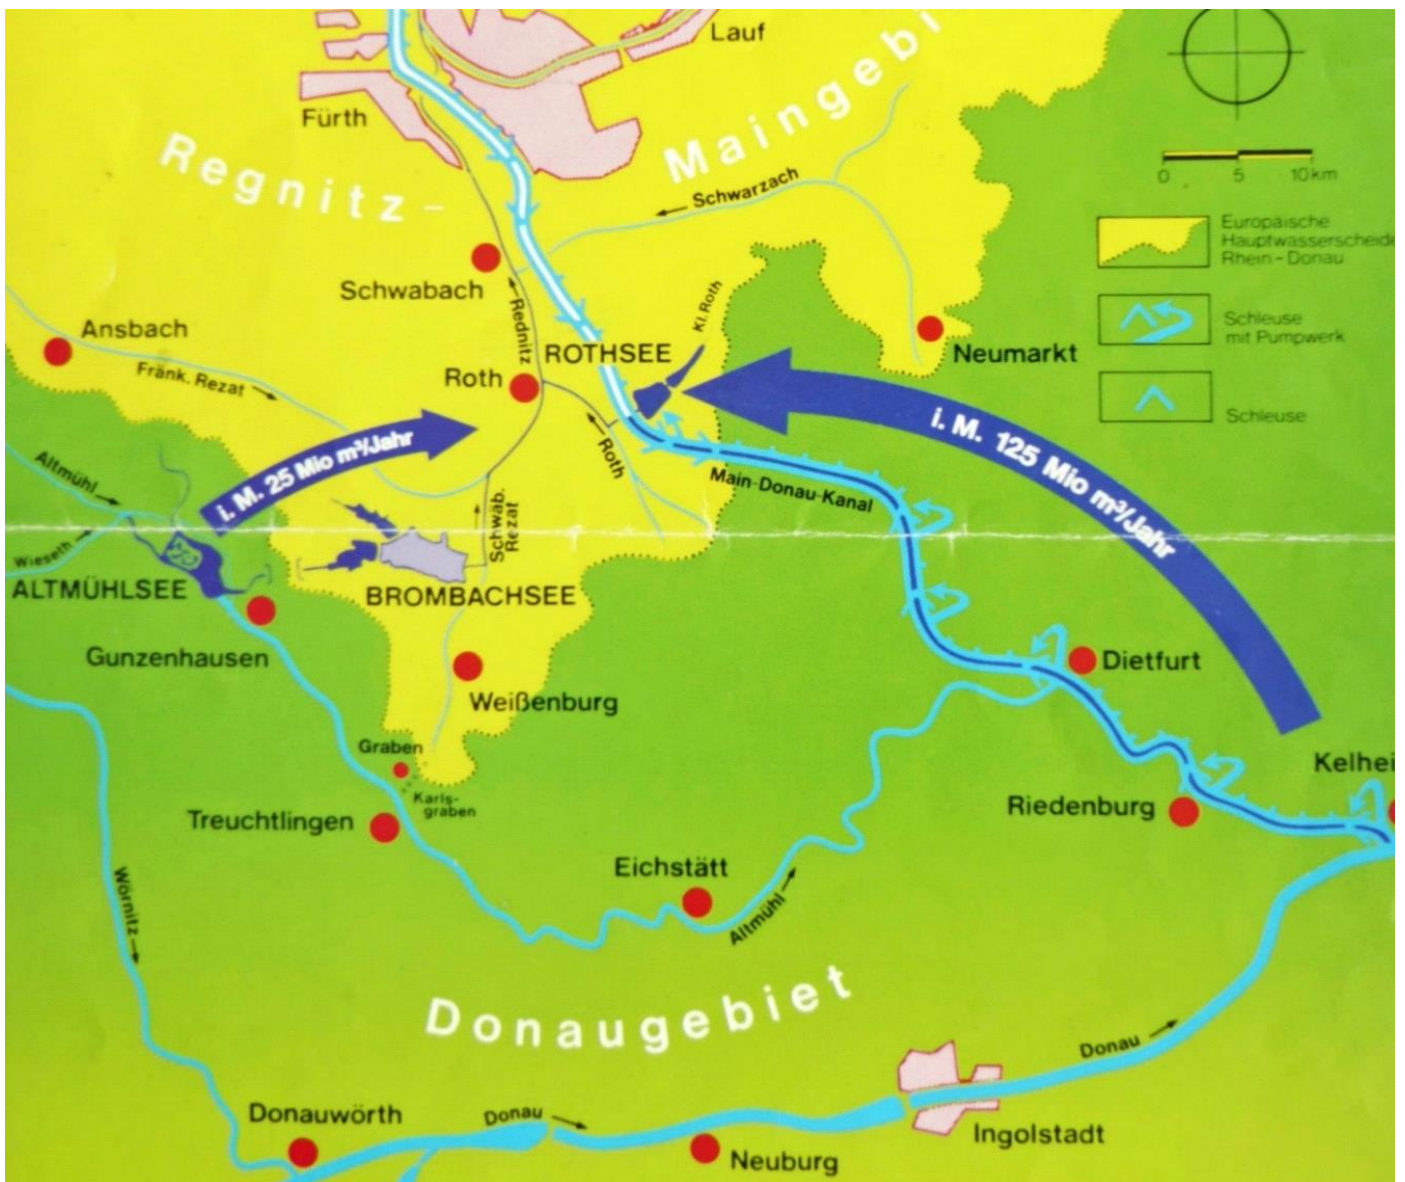 Lauf
Fürth
Maingebi
Regnitz-
Schwarzach
0 5 10km
Europäische
Hauptwasserscheide
Rhein-Donau
Schleuse
mit Pumpwerk
Schleuse
Schwabach
Rednitz
Kl. Roth
Ansbach
ROTHSEE
Neumarkt
Fränk. Rezat
Roth
i. M. 25 Mio m³/Jahr
i. M. 125 Mio m³/Jahr
Roth
Main-Donau-Kanal
Altmühl
Wieseth
Schwäb.
Rezat
ALTMÜHLSEE
BROMBACHSEE
Gunzenhausen
Dietfurt
Weißenburg
Graben
Karls-
graben
Treuchtlingen
Kelhei
Riedenburg
Eichstätt
Altmühl
Wörnitz
Donaugebiet
Donau
Donauwörth
Donau
Ingolstadt
Neuburg